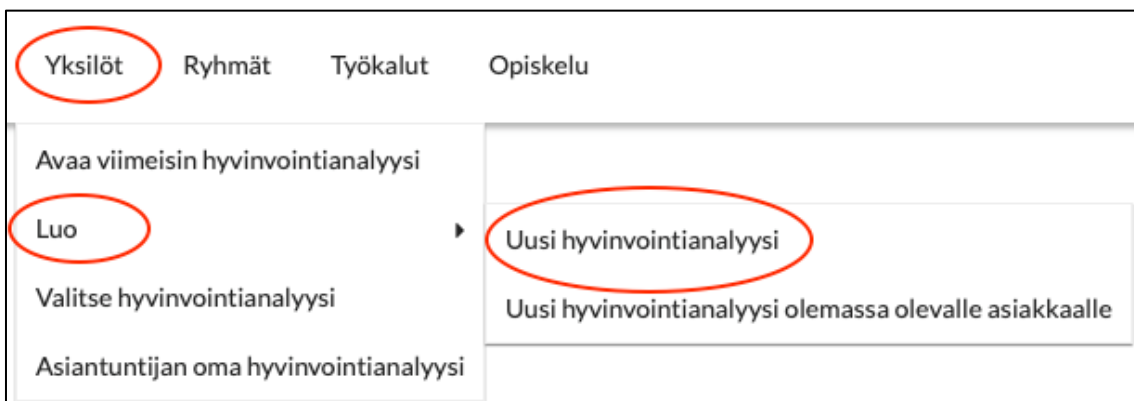 Yksilöt Ryhmät Työkalut Opiskelu
Avaa viimeisin hyvinvointianalyysi
Luo
Uusi hyvinvointianalyysi
Valitse hyvinvointianalyysi
Uusi hyvinvointianalyysi olemassa olevalle asiakkaalle
Asiantuntijan oma hyvinvointianalyysi